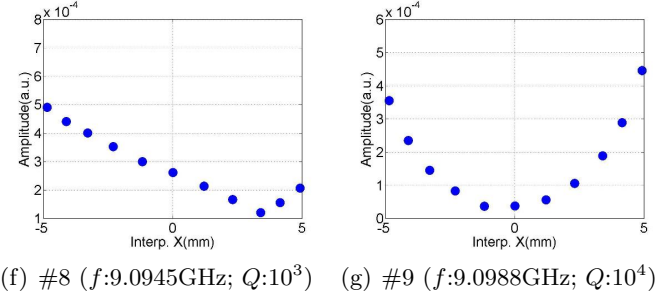 8 x 10^-4
7
6
5
4
3
2
1
Amplitude(a.u.)
-5 0 5
Interp. X(mm)
6 x 10^-4
5
4
3
2
1
0
Amplitude(a.u.)
-5 0 5
Interp. X(mm)
(f) #8 (f:9.0945GHz; Q:10^3) (g) #9 (f:9.0988GHz; Q:10^4)